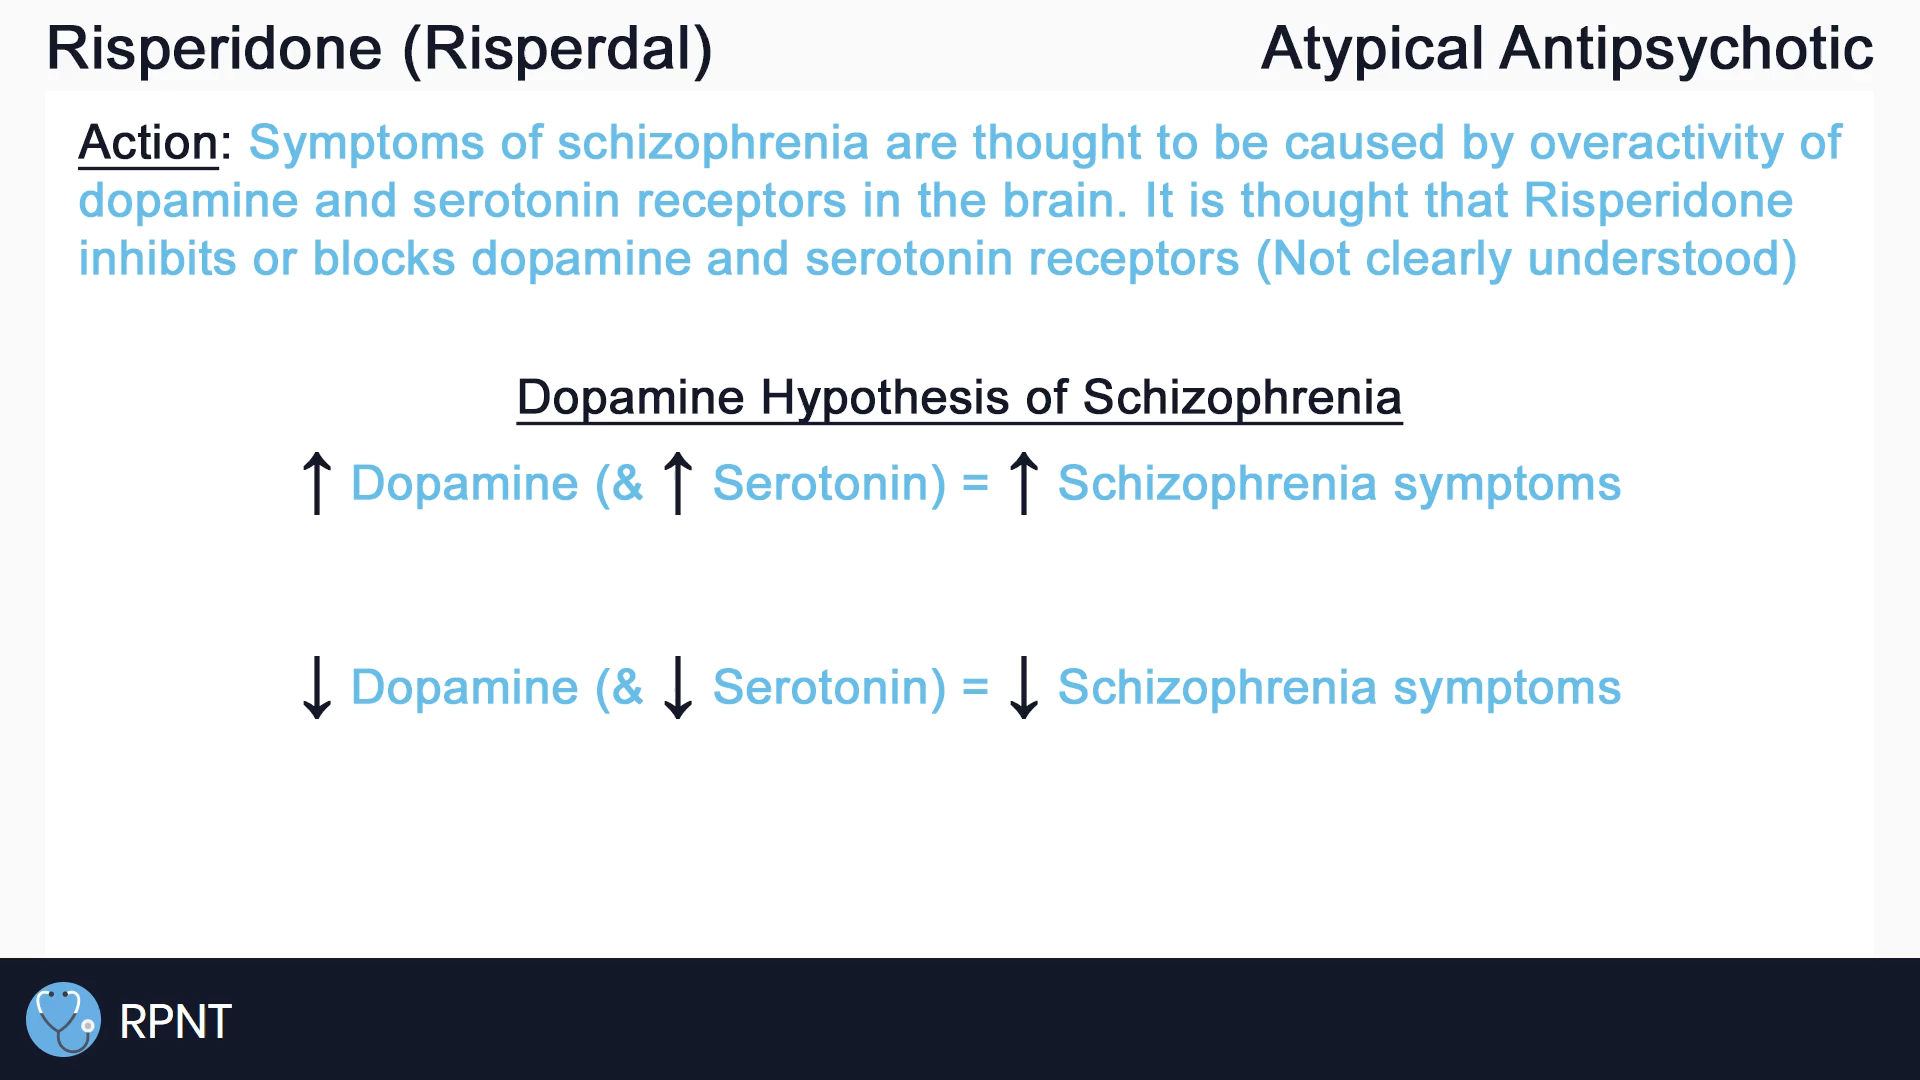 Risperidone (Risperdal)
Atypical Antipsychotic
Action: Symptoms of schizophrenia are thought to be caused by overactivity of
dopamine and serotonin receptors in the brain. It is thought that Risperidone
inhibits or blocks dopamine and serotonin receptors (Not clearly understood)
Dopamine Hypothesis of Schizophrenia
↑ Dopamine (& ↑ Serotonin) = ↑ Schizophrenia symptoms
↓ Dopamine (& ↓ Serotonin) = ↓ Schizophrenia symptoms
RPNT